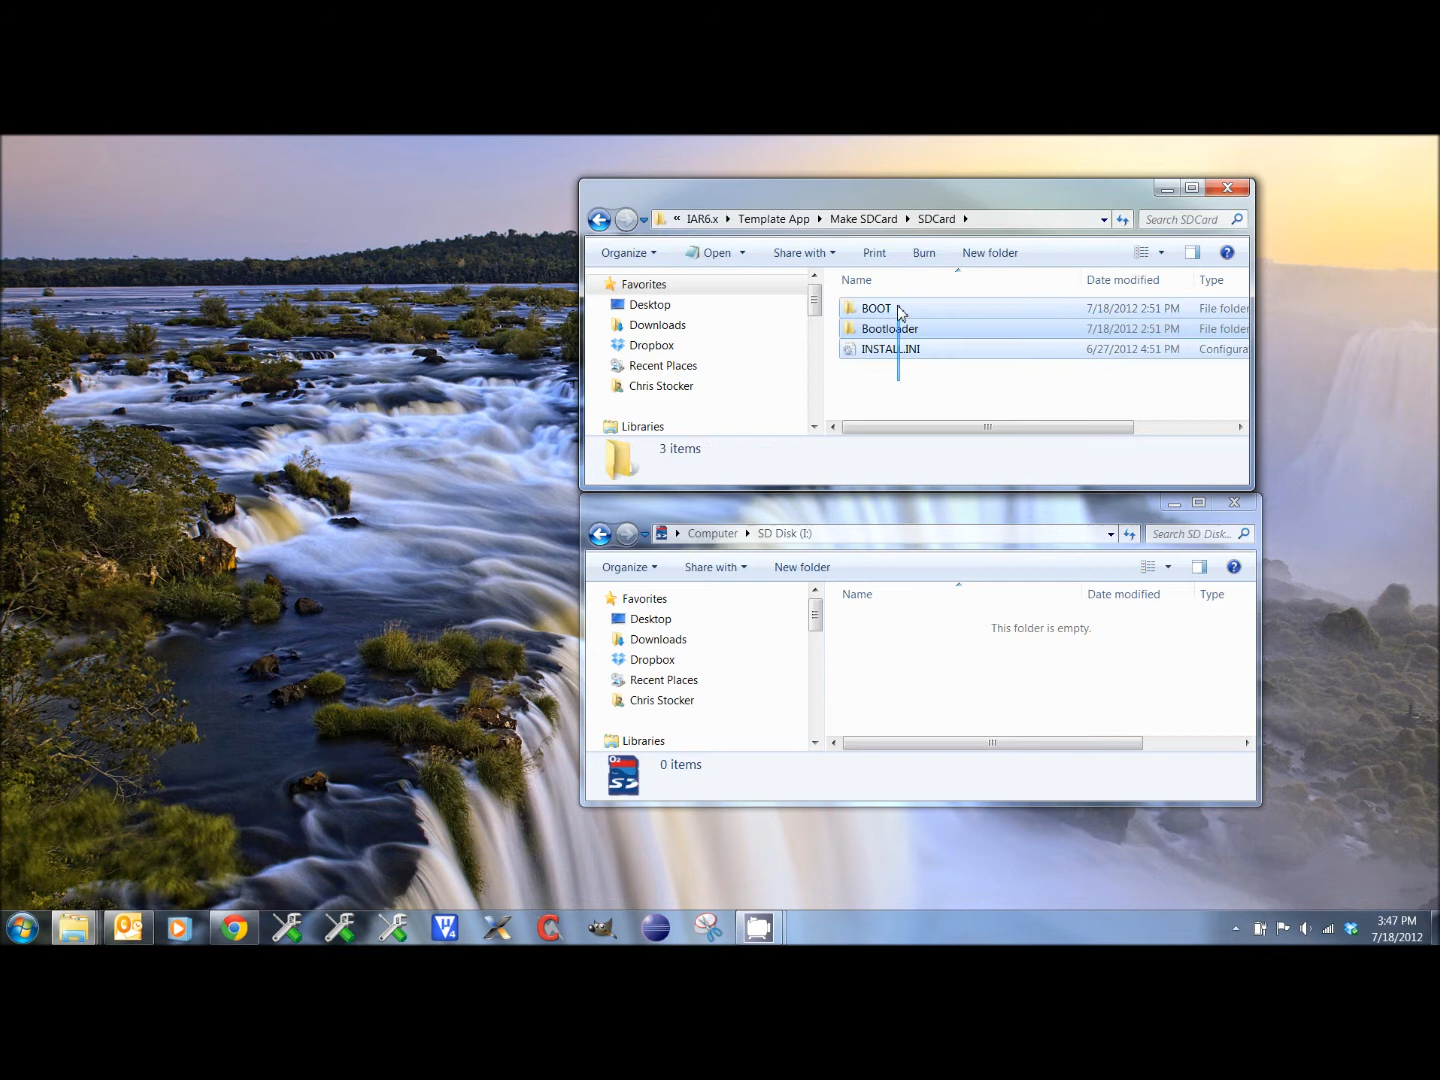 « IAR6.x Template App Make SDCard SDCard Search SDCard
Organize Open Share with Print Burn New folder
Favorites
Desktop
Downloads
Dropbox
Recent Places
Chris Stocker
Libraries
Name Date modified Type
BOOT 7/18/2012 2:51 PM File folder
Bootloader 7/18/2012 2:51 PM File folder
INSTALL.INI 6/27/2012 4:51 PM Configura
3 items
Computer SD Disk (I:) Search SD Disk...
Organize Share with New folder
Favorites
Desktop
Downloads
Dropbox
Recent Places
Chris Stocker
Libraries
Name Date modified Type
This folder is empty.
O2
SD
0 items
3:47 PM
7/18/2012